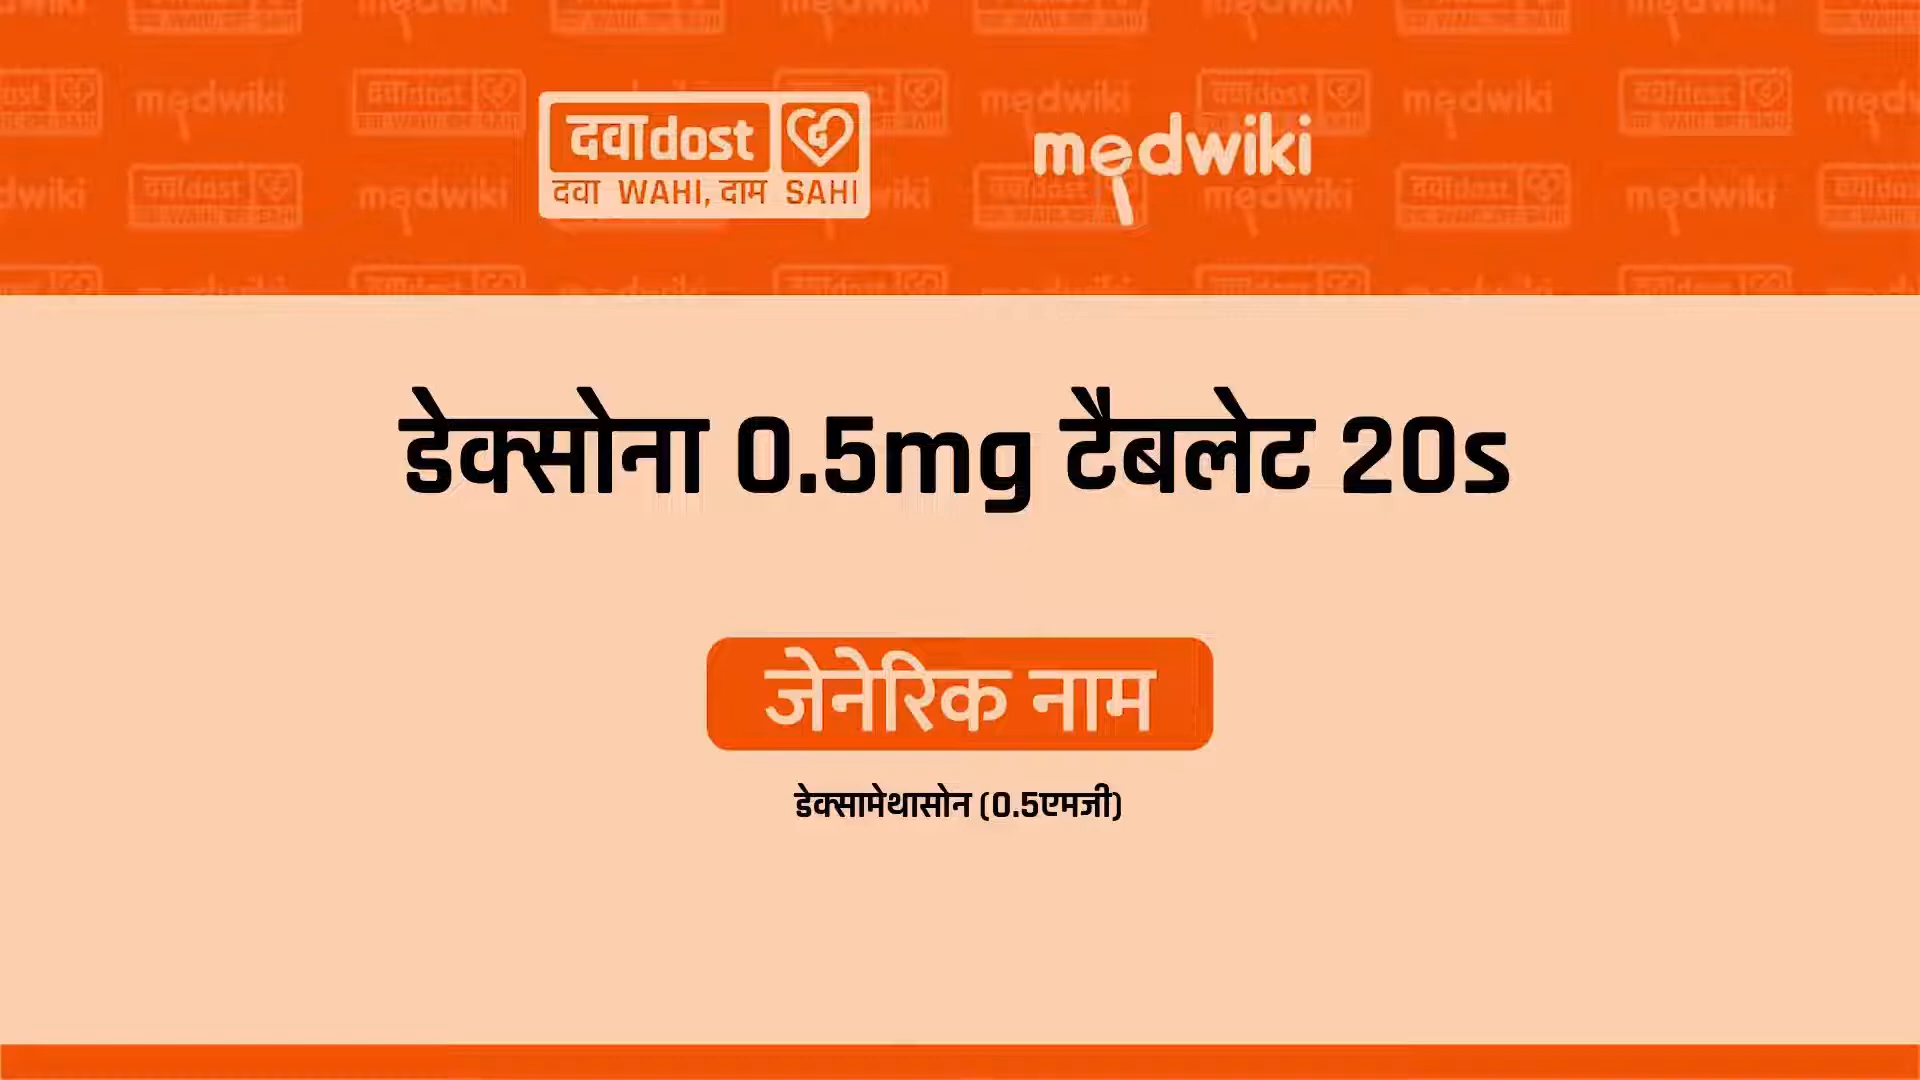 दवाdost
दवा WAHI, दाम SAHI
medwiki
डेक्सोना 0.5mg टैबलेट 20s
जेनेरिक नाम
डेक्सामेथासोन (0.5एमजी)